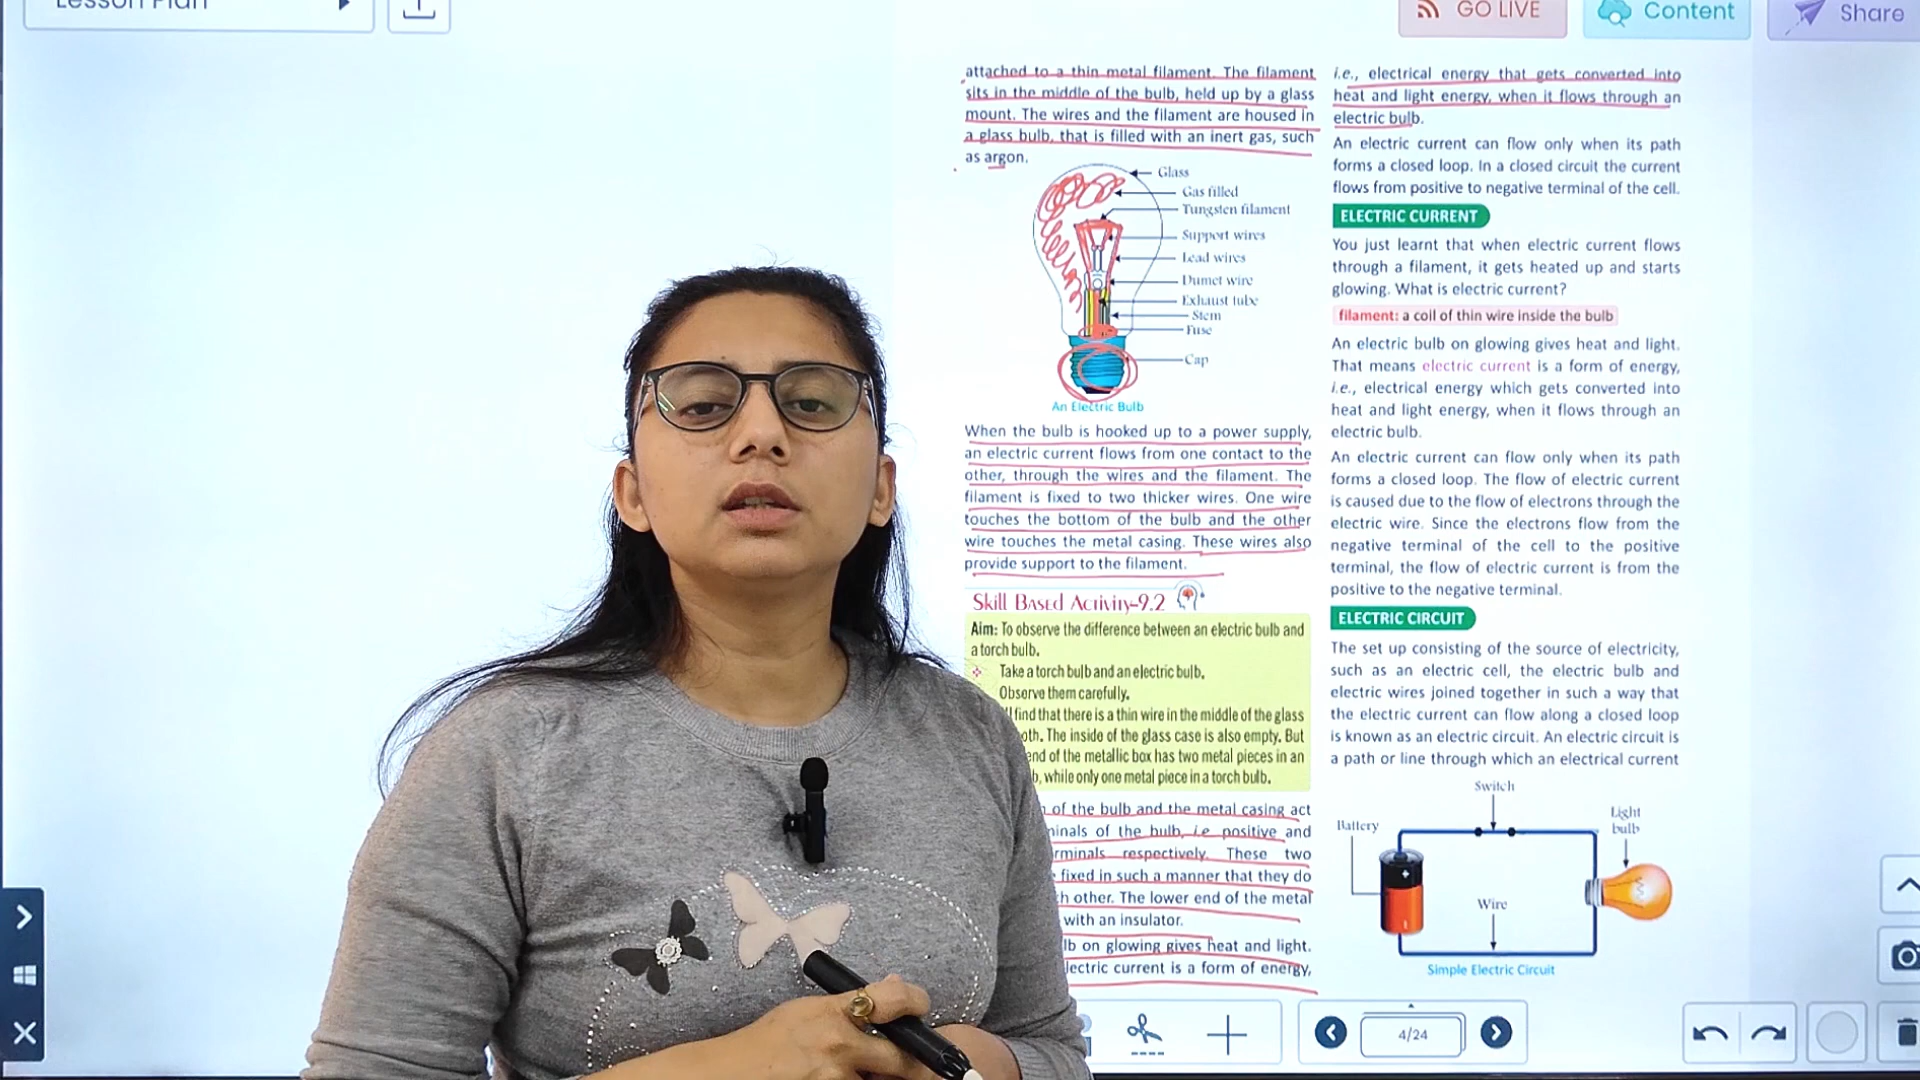 Lesson Plan
GO LIVE
Content
Share
attached to a thin metal filament. The filament
sits in the middle of the bulb, held up by a glass
mount. The wires and the filament are housed in
a glass bulb, that is filled with an inert gas, such
as argon.
Glass
Gas filled
Tungsten filament
Support wires
Lead wires
Dumet wire
Exhaust tube
Stem
Fuse
Cap
An Electric Bulb
When the bulb is hooked up to a power supply,
an electric current flows from one contact to the
other, through the wires and the filament. The
filament is fixed to two thicker wires. One wire
touches the bottom of the bulb and the other
wire touches the metal casing. These wires also
provide support to the filament.
Skill Based Activity-9.2
Aim: To observe the difference between an electric bulb and
a torch bulb.
Take a torch bulb and an electric bulb.
Observe them carefully.
find that there is a thin wire in the middle of the glass
The inside of the glass case is also empty. But
end of the metallic box has two metal pieces in an
while only one metal piece in a torch bulb.
of the bulb and the metal casing act
of the bulb, i.e positive and
respectively. These two
fixed in such a manner that they do
other. The lower end of the metal
with an insulator.
on glowing gives heat and light.
electric current is a form of energy,
i.e., electrical energy that gets converted into
heat and light energy, when it flows through an
electric bulb.
An electric current can flow only when its path
forms a closed loop. In a closed circuit the current
flows from positive to negative terminal of the cell.
ELECTRIC CURRENT
You just learnt that when electric current flows
through a filament, it gets heated up and starts
glowing. What is electric current?
filament: a coil of thin wire inside the bulb
An electric bulb on glowing gives heat and light.
That means electric current is a form of energy,
i.e., electrical energy which gets converted into
heat and light energy, when it flows through an
electric bulb.
An electric current can flow only when its path
forms a closed loop. The flow of electric current
is caused due to the flow of electrons through the
electric wire. Since the electrons flow from the
negative terminal of the cell to the positive
terminal, the flow of electric current is from the
positive to the negative terminal.
ELECTRIC CIRCUIT
The set up consisting of the source of electricity,
such as an electric cell, the electric bulb and
electric wires joined together in such a way that
the electric current can flow along a closed loop
is known as an electric circuit. An electric circuit is
a path or line through which an electrical current
Switch
Battery
Light
bulb
Wire
Simple Electric Circuit
4/24